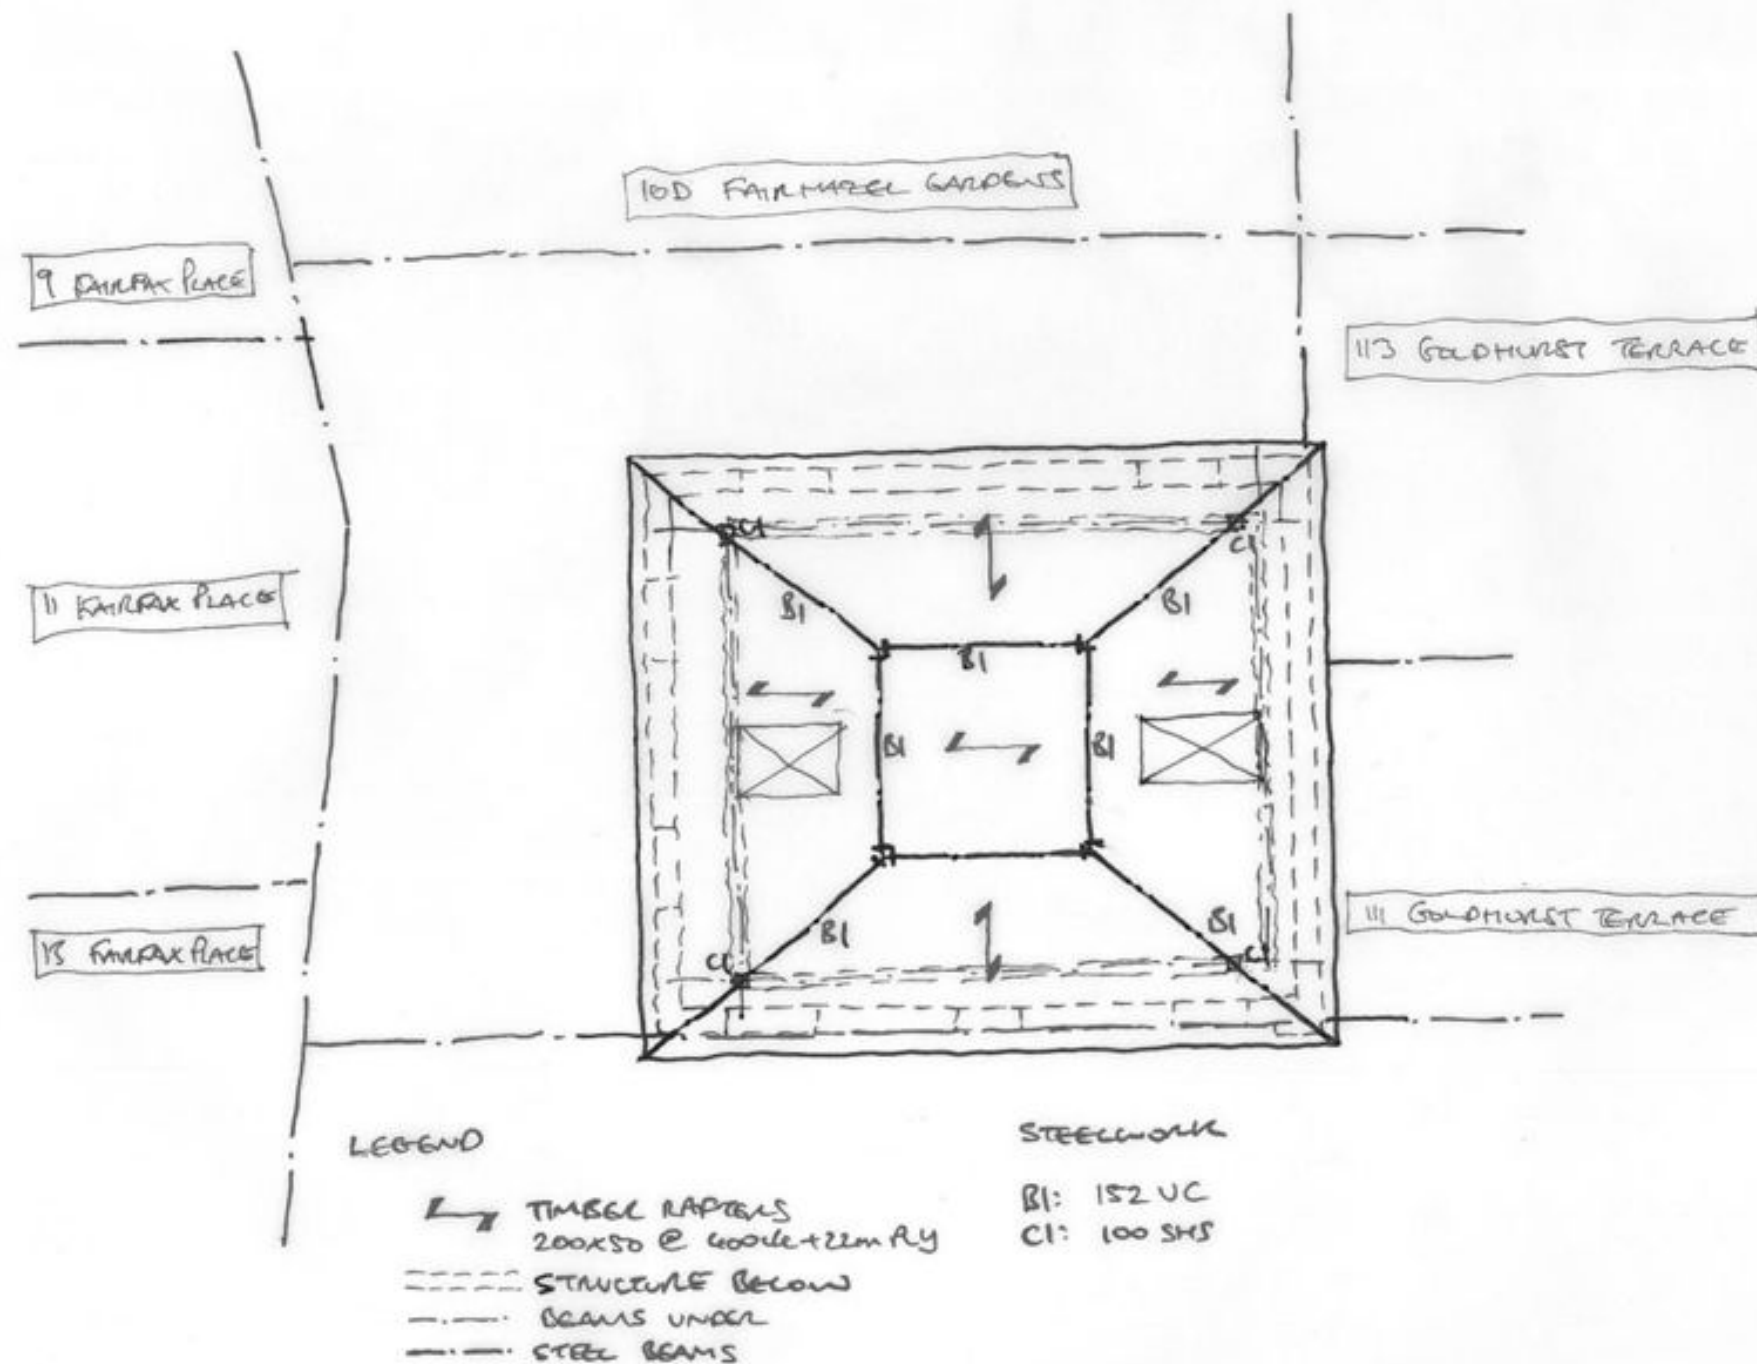 10D FAIRHAZEL GARDENS
9 FAIRFAX PLACE
113 GOLDHURST TERRACE
C1
C1
11 FAIRFAX PLACE
B1
B1
B1
B1
B1
111 GOLDHURST TERRACE
B1
B1
13 FAIRFAX PLACE
C1
C1
LEGEND
TIMBER RAFTERS
200x50 @ 400c/c + 22mm PLY
STRUCTURE BELOW
BEAMS UNDER
STEEL BEAMS
STEELWORK
B1: 152 UC
C1: 100 SHS